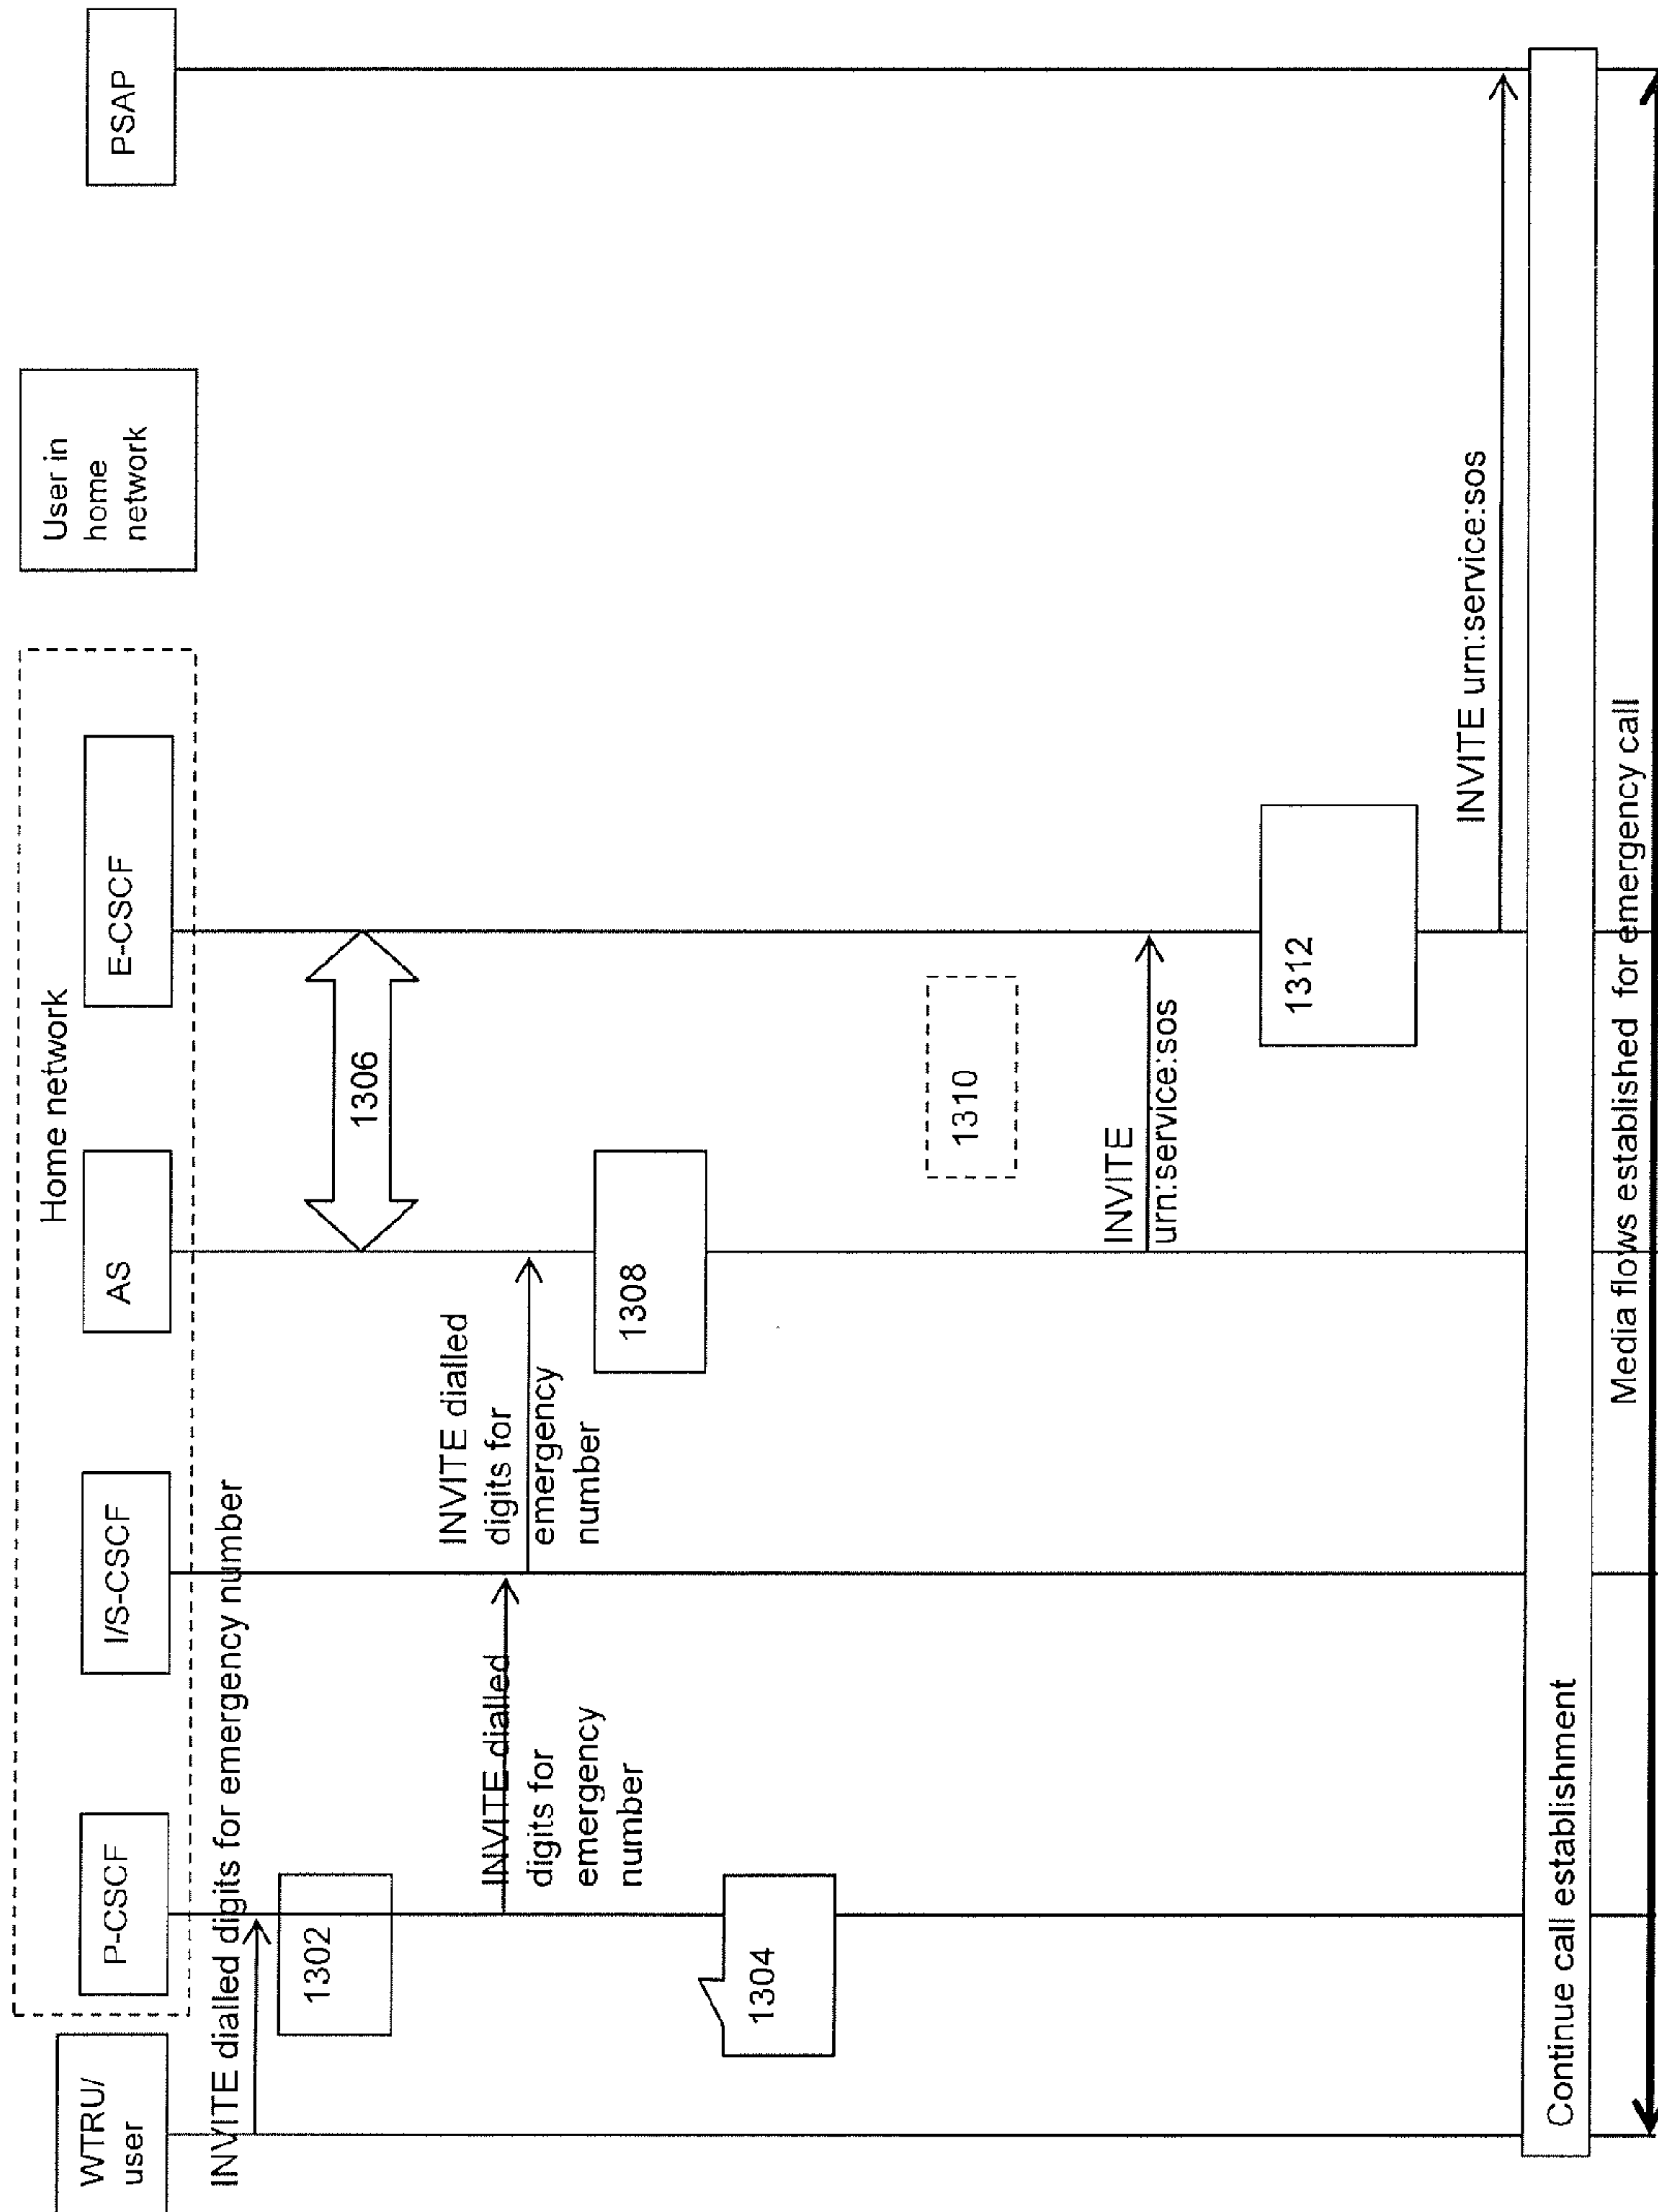 Home network
WTRU/
user
P-CSCF
I/S-CSCF
AS
E-CSCF
User in
home
network
PSAP
INVITE dialled digits for emergency number
1302
1306
INVITE dialled
digits for
emergency
number
INVITE dialled
digits for
emergency
number
1308
1304
1310
INVITE
urn:service:sos
1312
INVITE urn:service:sos
Continue call establishment
Media flows established for emergency call